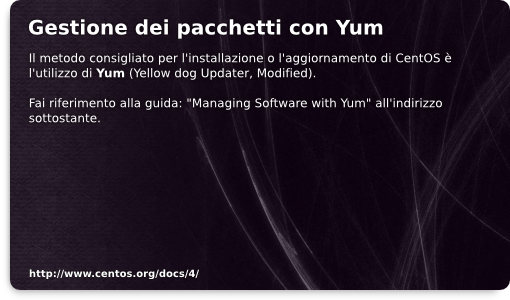 Gestione dei pacchetti con Yum
Il metodo consigliato per l'installazione o l'aggiornamento di CentOS è
l'utilizo di Yum (Yellow dog Updater, Modified).
Fai riferimento alla guida: "Managing Software with Yum" all'indirizzo
sottostante.
http://www.centos.org/docs/4/